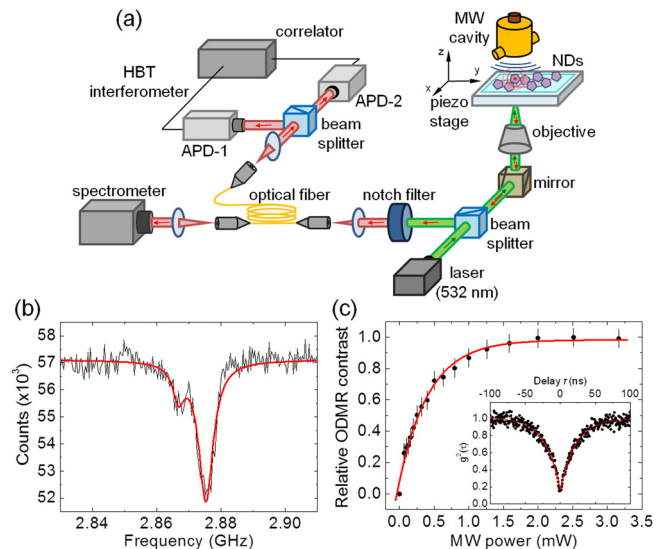 (a)
correlator
HBT
interferometer
APD-2
APD-1
beam
splitter
MW
cavity
NDs
z
y
x
piezo
stage
objective
mirror
spectrometer
optical fiber
notch filter
beam
splitter
laser
(532 nm)
(b)
58
57
56
55
54
53
52
Counts (x10³)
2.84 2.86 2.88 2.90
Frequency (GHz)
(c)
1.0
0.8
0.6
0.4
0.2
0.0
Relative ODMR contrast
0.0 0.5 1.0 1.5 2.0 2.5 3.0 3.5
MW power (mW)
Delay τ (ns)
-100 -50 0 50 100
1.0
0.8
0.6
0.4
0.2
0.0
g²(τ)